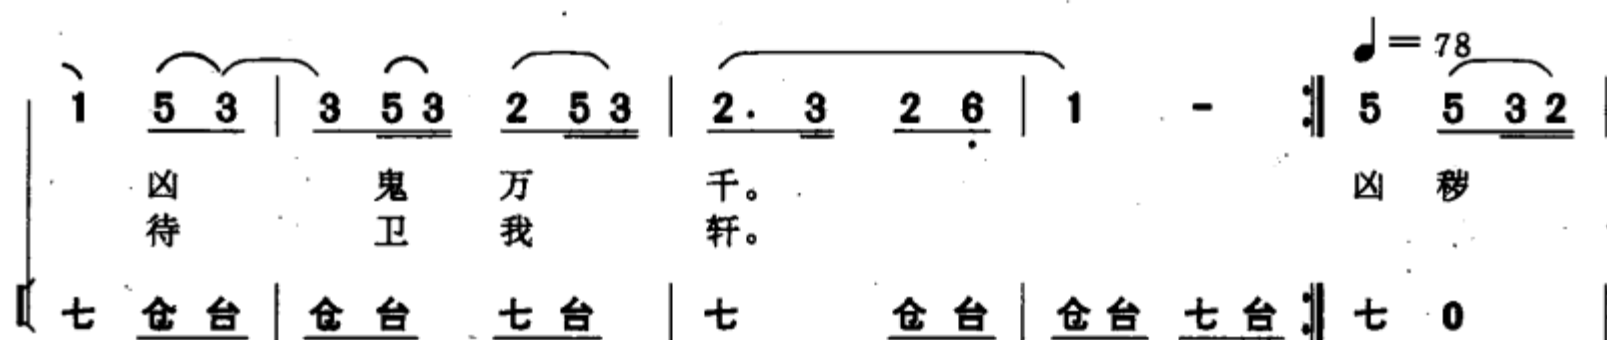 ♩= 78
1 5 3 | 3 5 3 2 5 3 | 2. 3 2 6 | 1 - :‖ 5 5 3 2 |
凶 鬼 万 千。 凶 秽
待 卫 我 轩。
七 仓 台 | 仓 台 七 台 | 七 仓 台 | 仓 台 七 台 :‖ 七 0 |